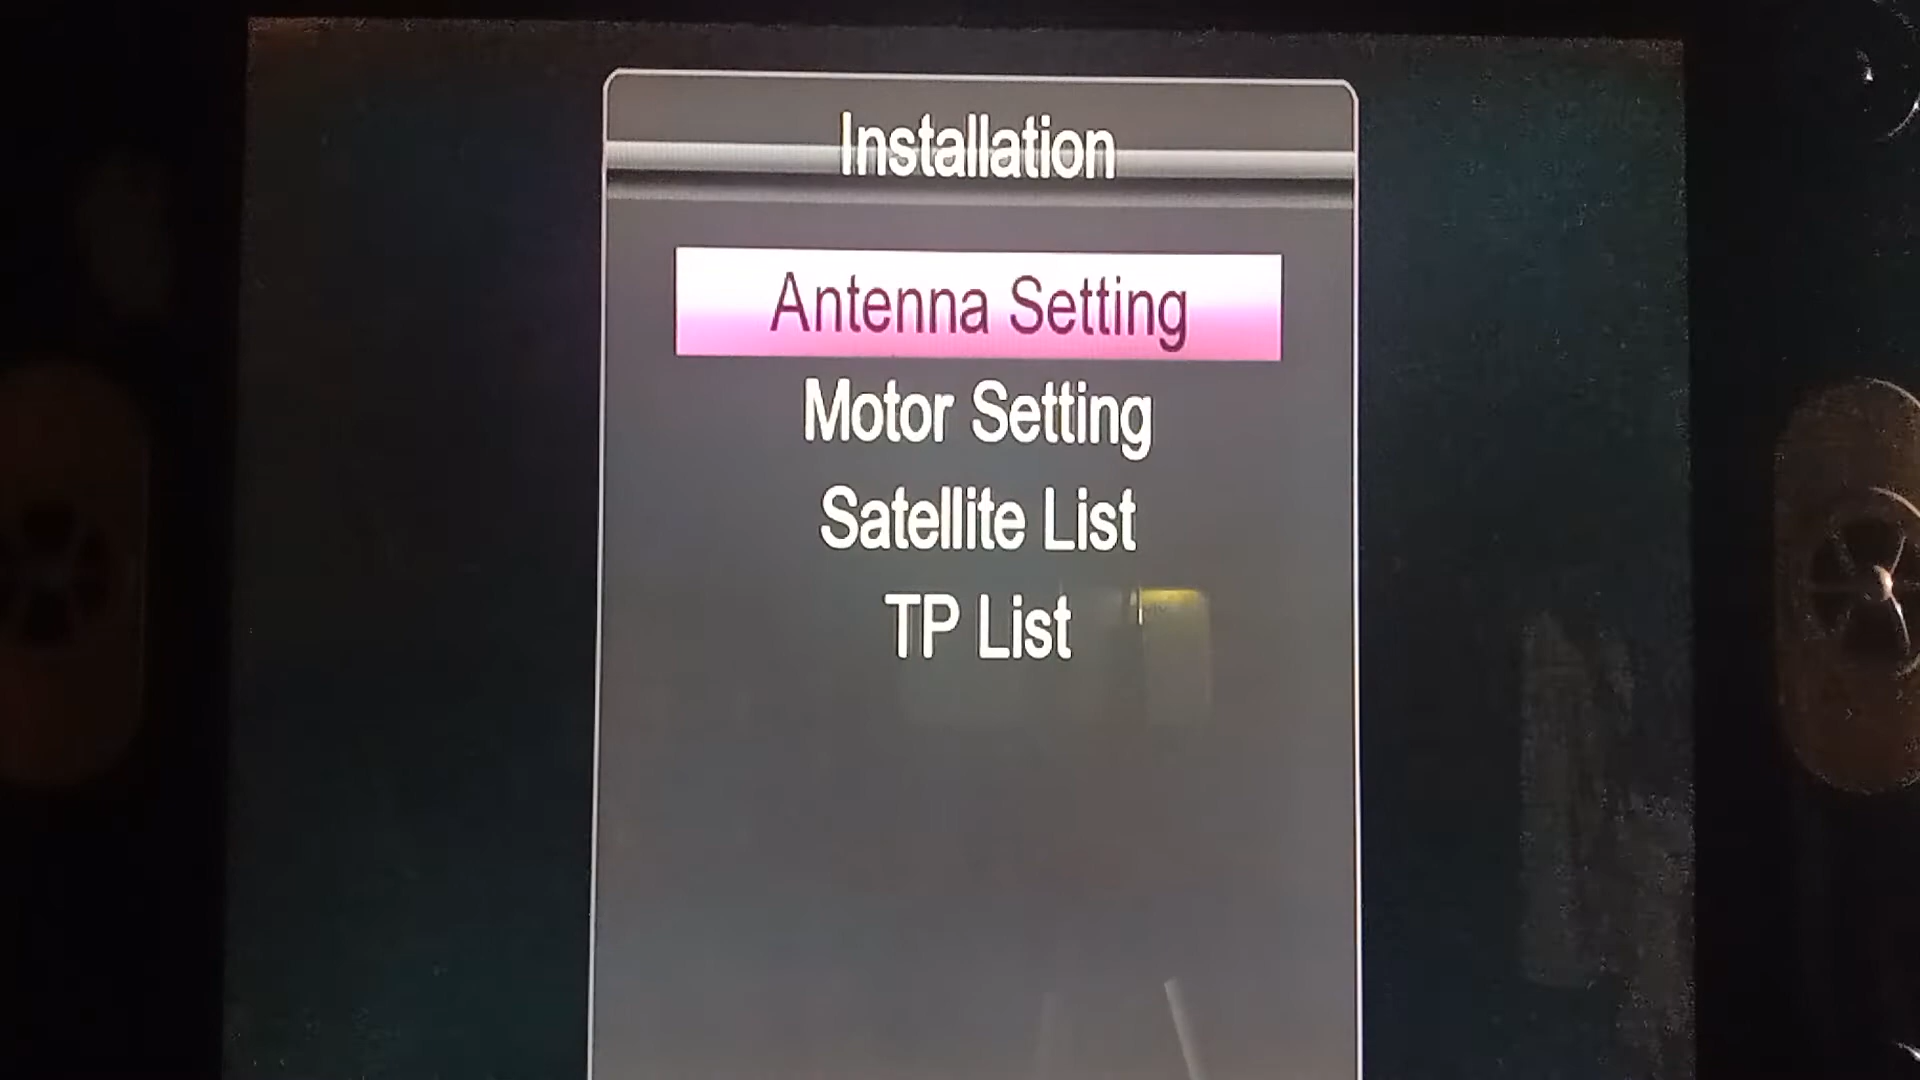 Installation
Antenna Setting
Motor Setting
Satellite List
TP List